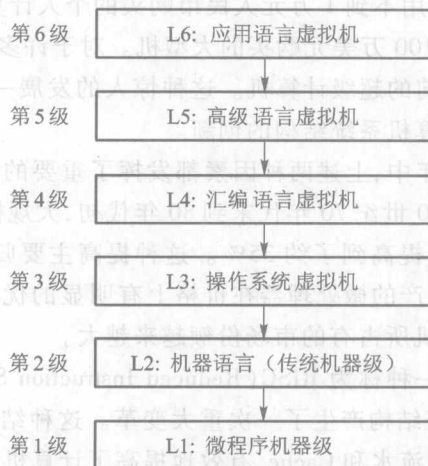 第6级 L6: 应用语言虚拟机
第5级 L5: 高级语言虚拟机
第4级 L4: 汇编语言虚拟机
第3级 L3: 操作系统虚拟机
第2级 L2: 机器语言（传统机器级）
第1级 L1: 微程序机器级